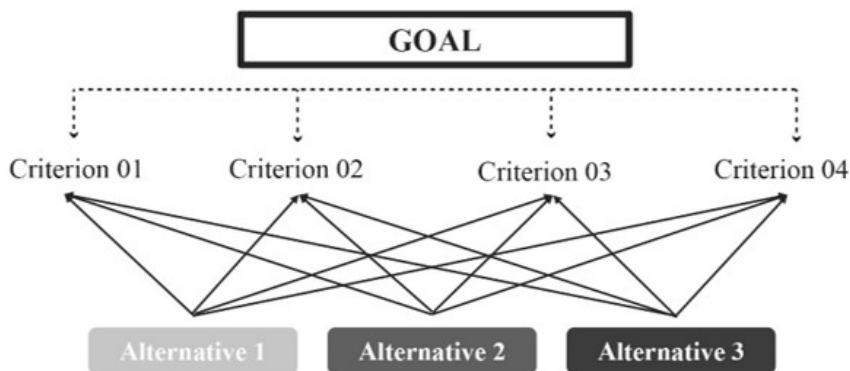 GOAL
Criterion 01 Criterion 02 Criterion 03 Criterion 04
Alternative 1 Alternative 2 Alternative 3